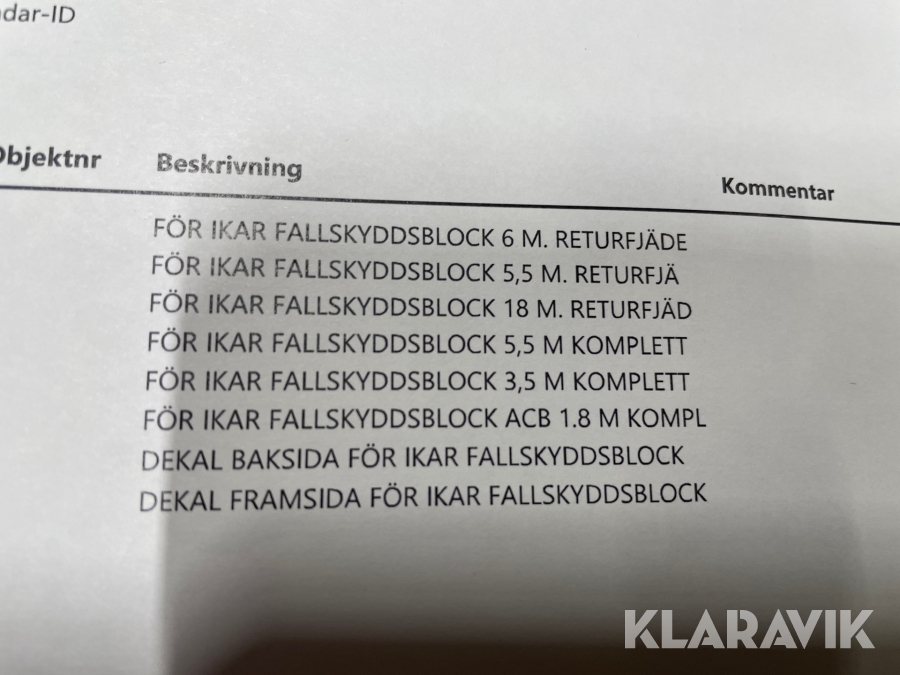 dar-ID
Objektnr Beskrivning Kommentar
FÖR IKAR FALLSKYDDSBLOCK 6 M. RETURFJÄDE
FÖR IKAR FALLSKYDDSBLOCK 5,5 M. RETURFJÄ
FÖR IKAR FALLSKYDDSBLOCK 18 M. RETURFJÄD
FÖR IKAR FALLSKYDDSBLOCK 5,5 M KOMPLETT
FÖR IKAR FALLSKYDDSBLOCK 3,5 M KOMPLETT
FÖR IKAR FALLSKYDDSBLOCK ACB 1.8 M KOMPL
DEKAL BAKSIDA FÖR IKAR FALLSKYDDSBLOCK
DEKAL FRAMSIDA FÖR IKAR FALLSKYDDSBLOCK
KLARAVIK